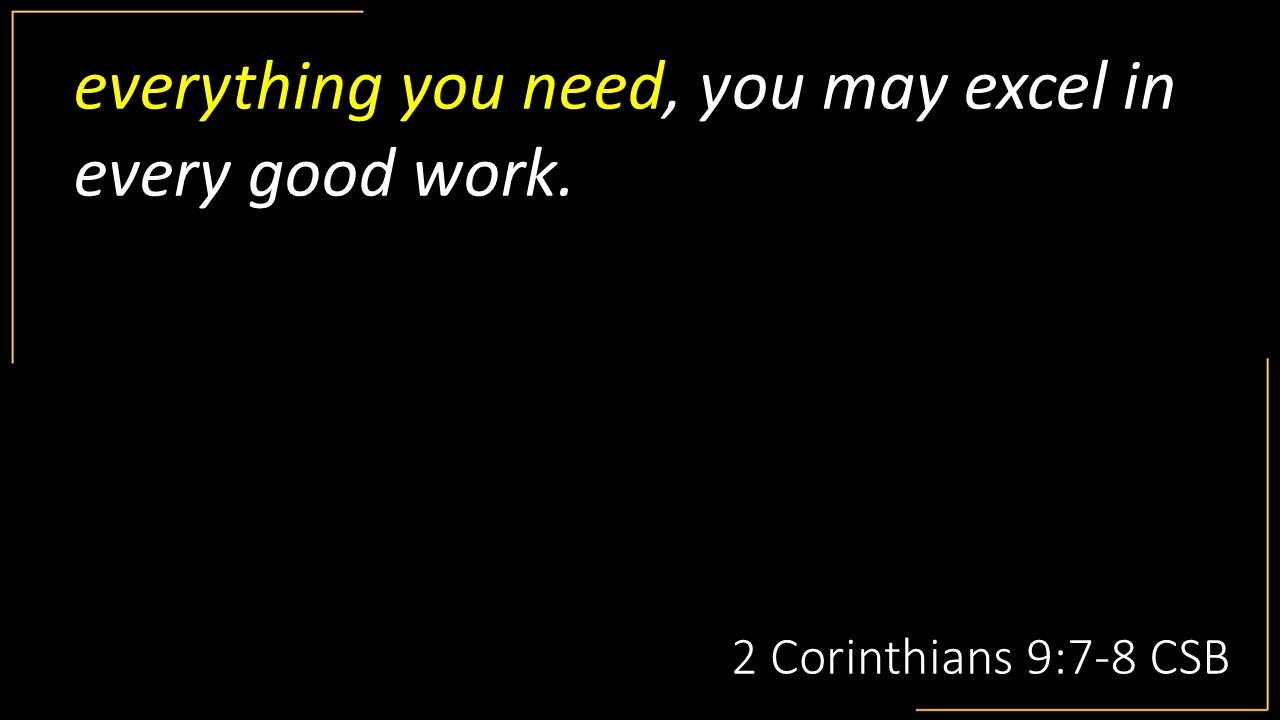 everything you need, you may excel in
every good work.
2 Corinthians 9:7-8 CSB